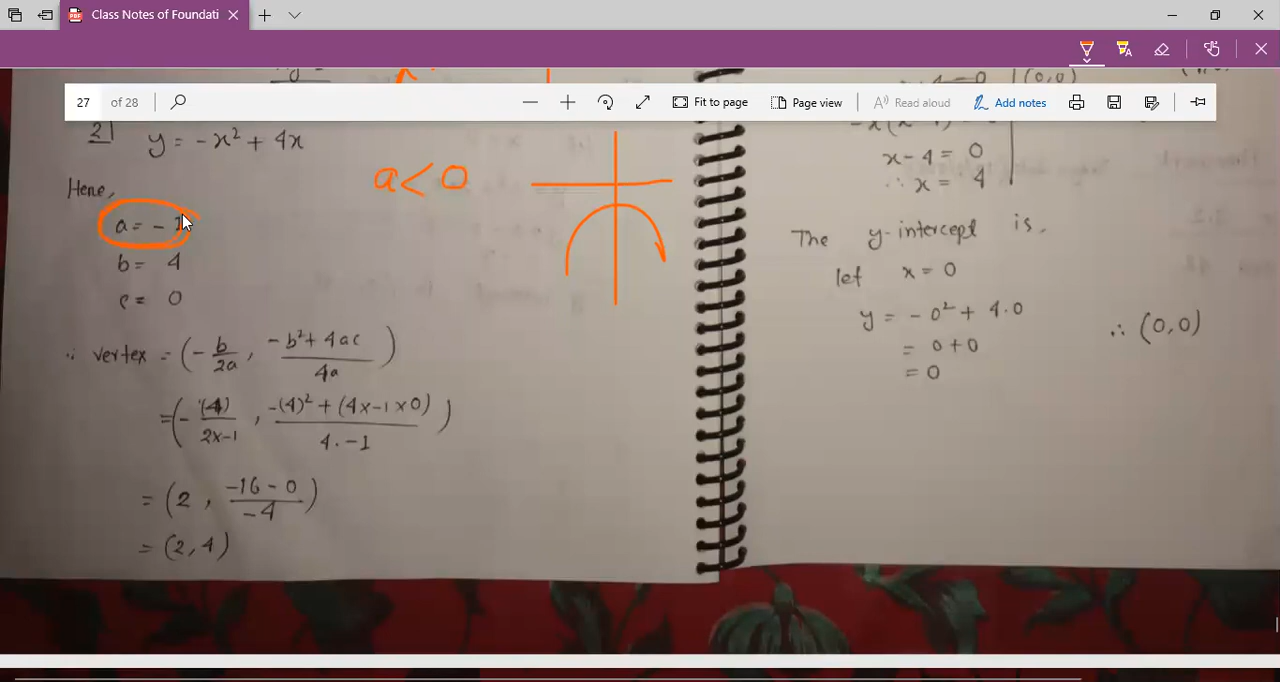 Class Notes of Foundati
27 of 28
Fit to page
Page view
Read aloud
Add notes
2] y = -x² + 4x
a < 0
Here,
a = - 1
b = 4
c = 0
∴ vertex = (-b/2a, -b²+4ac/4a)
=(-(4)/2x-1, -(4)²+(4x-1x0)/4.-1)
= (2, -16-0/-4)
= (2,4)
(0,0)
x-4 = 0
∴ x = 4
The y-intercept is,
let x = 0
y = -0² + 4.0
= 0+0
= 0
∴ (0,0)